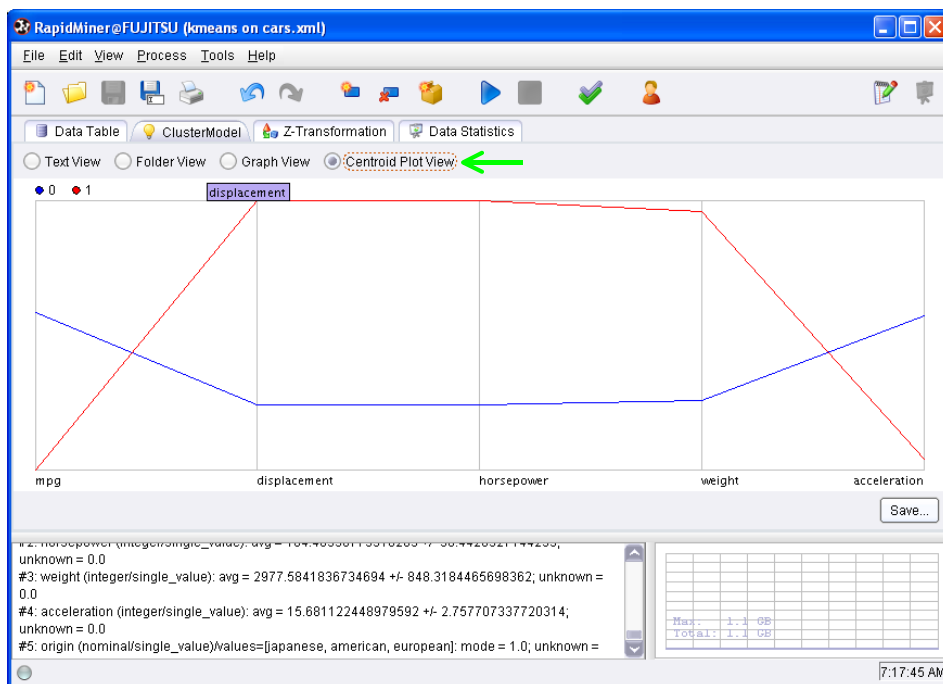 RapidMiner@FUJITSU (kmeans on cars.xml)
File Edit View Process Tools Help
Data Table ClusterModel Z-Transformation Data Statistics
Text View Folder View Graph View Centroid Plot View
0 1 displacement
mpg displacement horsepower weight acceleration
Save...
unknown = 0.0
#3: weight (integer/single_value): avg = 2977.5841836734694 +/- 848.3184465698362; unknown =
0.0
#4: acceleration (integer/single_value): avg = 15.681122448979592 +/- 2.757707337720314;
unknown = 0.0
#5: origin (nominal/single_value)/values=[japanese, american, european]: mode = 1.0; unknown =
Max: 1.1 GB
Total: 1.1 GB
7:17:45 AM